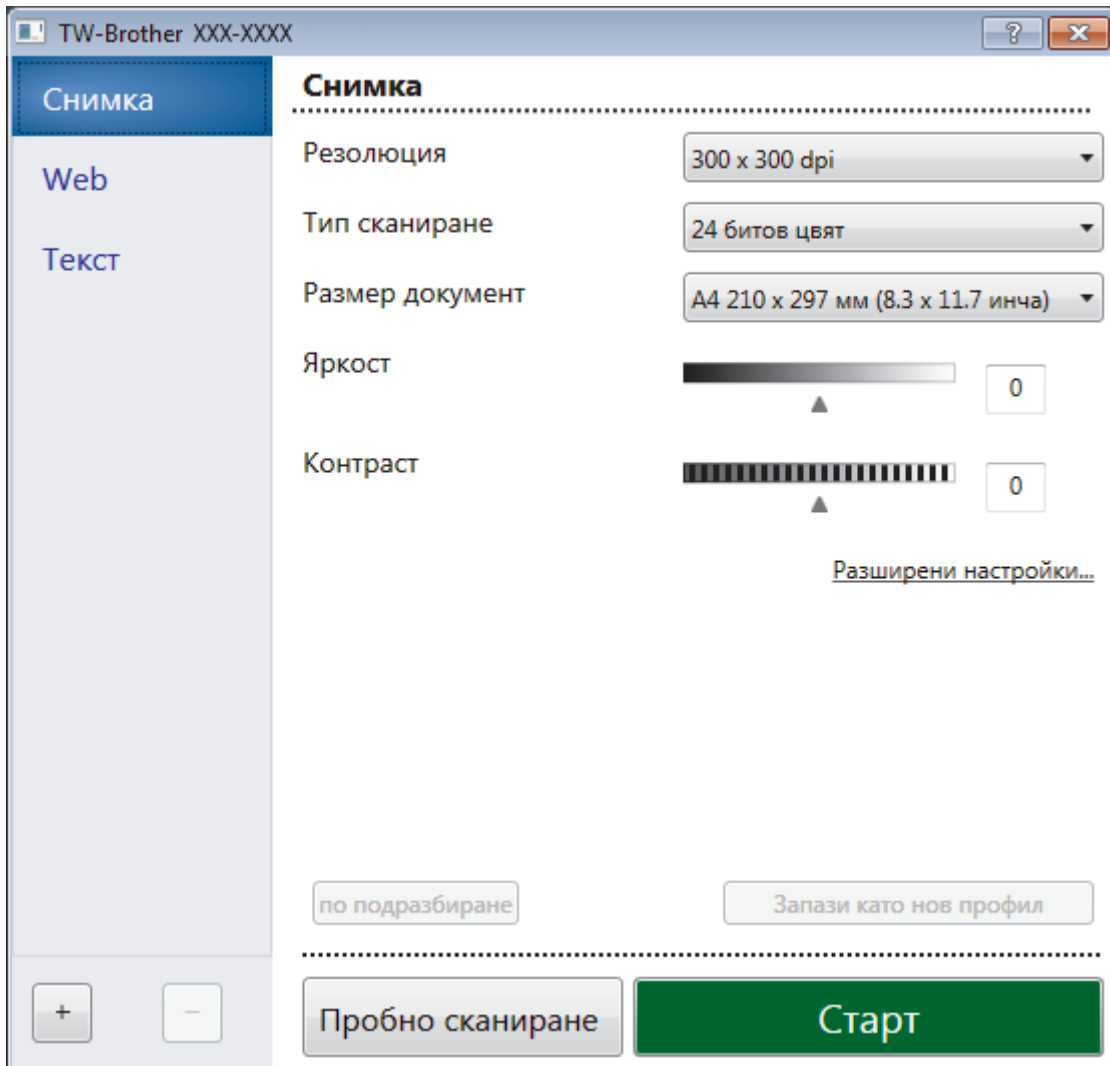 TW-Brother XXX-XXXX
?
Снимка
Web
Текст
Снимка
Резолюция
300 x 300 dpi
Тип сканиране
24 битов цвят
Размер документ
A4 210 x 297 мм (8.3 x 11.7 инча)
Яркост
0
Контраст
0
Разширени настройки...
по подразбиране
Запази като нов профил
+
−
Пробно сканиране
Старт